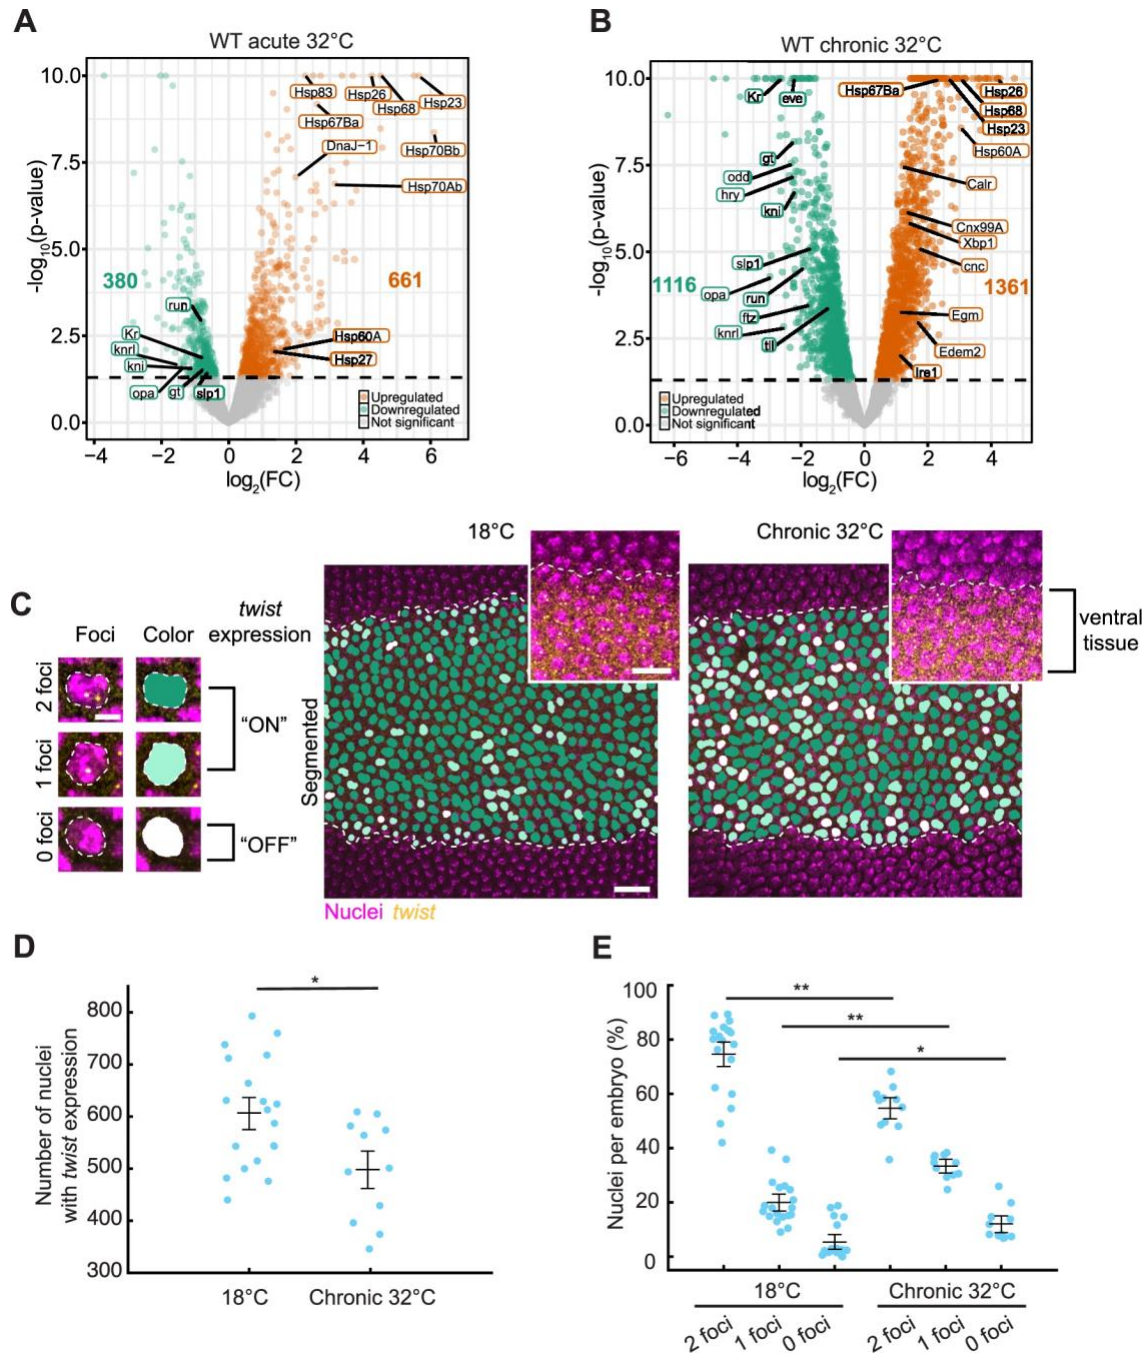 A
WT acute 32°C
10.0
7.5
5.0
2.5
0.0
-log10(p-value)
−4
−2
0
2
4
6
log2(FC)
380
661
Hsp83
Hsp26
Hsp68
Hsp23
Hsp67Ba
DnaJ−1
Hsp70Bb
Hsp70Ab
run
Kr
knrl
kni
opa
gt
slp1
Hsp60A
Hsp27
Upregulated
Downregulated
Not significant
B
WT chronic 32°C
10.0
7.5
5.0
2.5
0.0
-log10(p-value)
−6
−4
−2
0
2
4
log2(FC)
1116
1361
Kr
eve
Hsp67Ba
Hsp26
Hsp68
Hsp23
gt
Hsp60A
odd
hry
kni
Calr
Cnx99A
Xbp1
slp1
cnc
opa
run
ftz
Egm
knrl
tll
Edem2
Ire1
Upregulated
Downregulated
Not significant
C
Foci
Color
twist
expression
2 foci
1 foci
0 foci
"ON"
"OFF"
18°C
Chronic 32°C
Segmented
ventral
tissue
Nuclei twist
D
Number of nuclei
with twist expression
800
700
600
500
400
300
*
18°C
Chronic 32°C
E
Nuclei per embryo (%)
100
80
60
40
20
0
**
**
*
18°C
Chronic 32°C
2 foci
1 foci
0 foci
2 foci
1 foci
0 foci